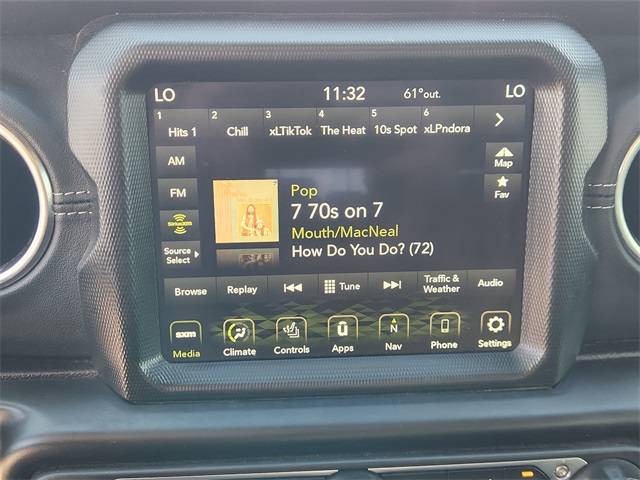 LO 11:32 61°out. LO
1 2 3 4 5 6
Hits 1 Chill xLTikTok The Heat 10s Spot xLPndora
AM
Map
FM
Fav
SiriusXM
Source
Select
Pop
7 70s on 7
Mouth/MacNeal
How Do You Do? (72)
Browse Replay Tune Traffic & Weather Audio
sxm
N
Media Climate Controls Apps Nav Phone Settings